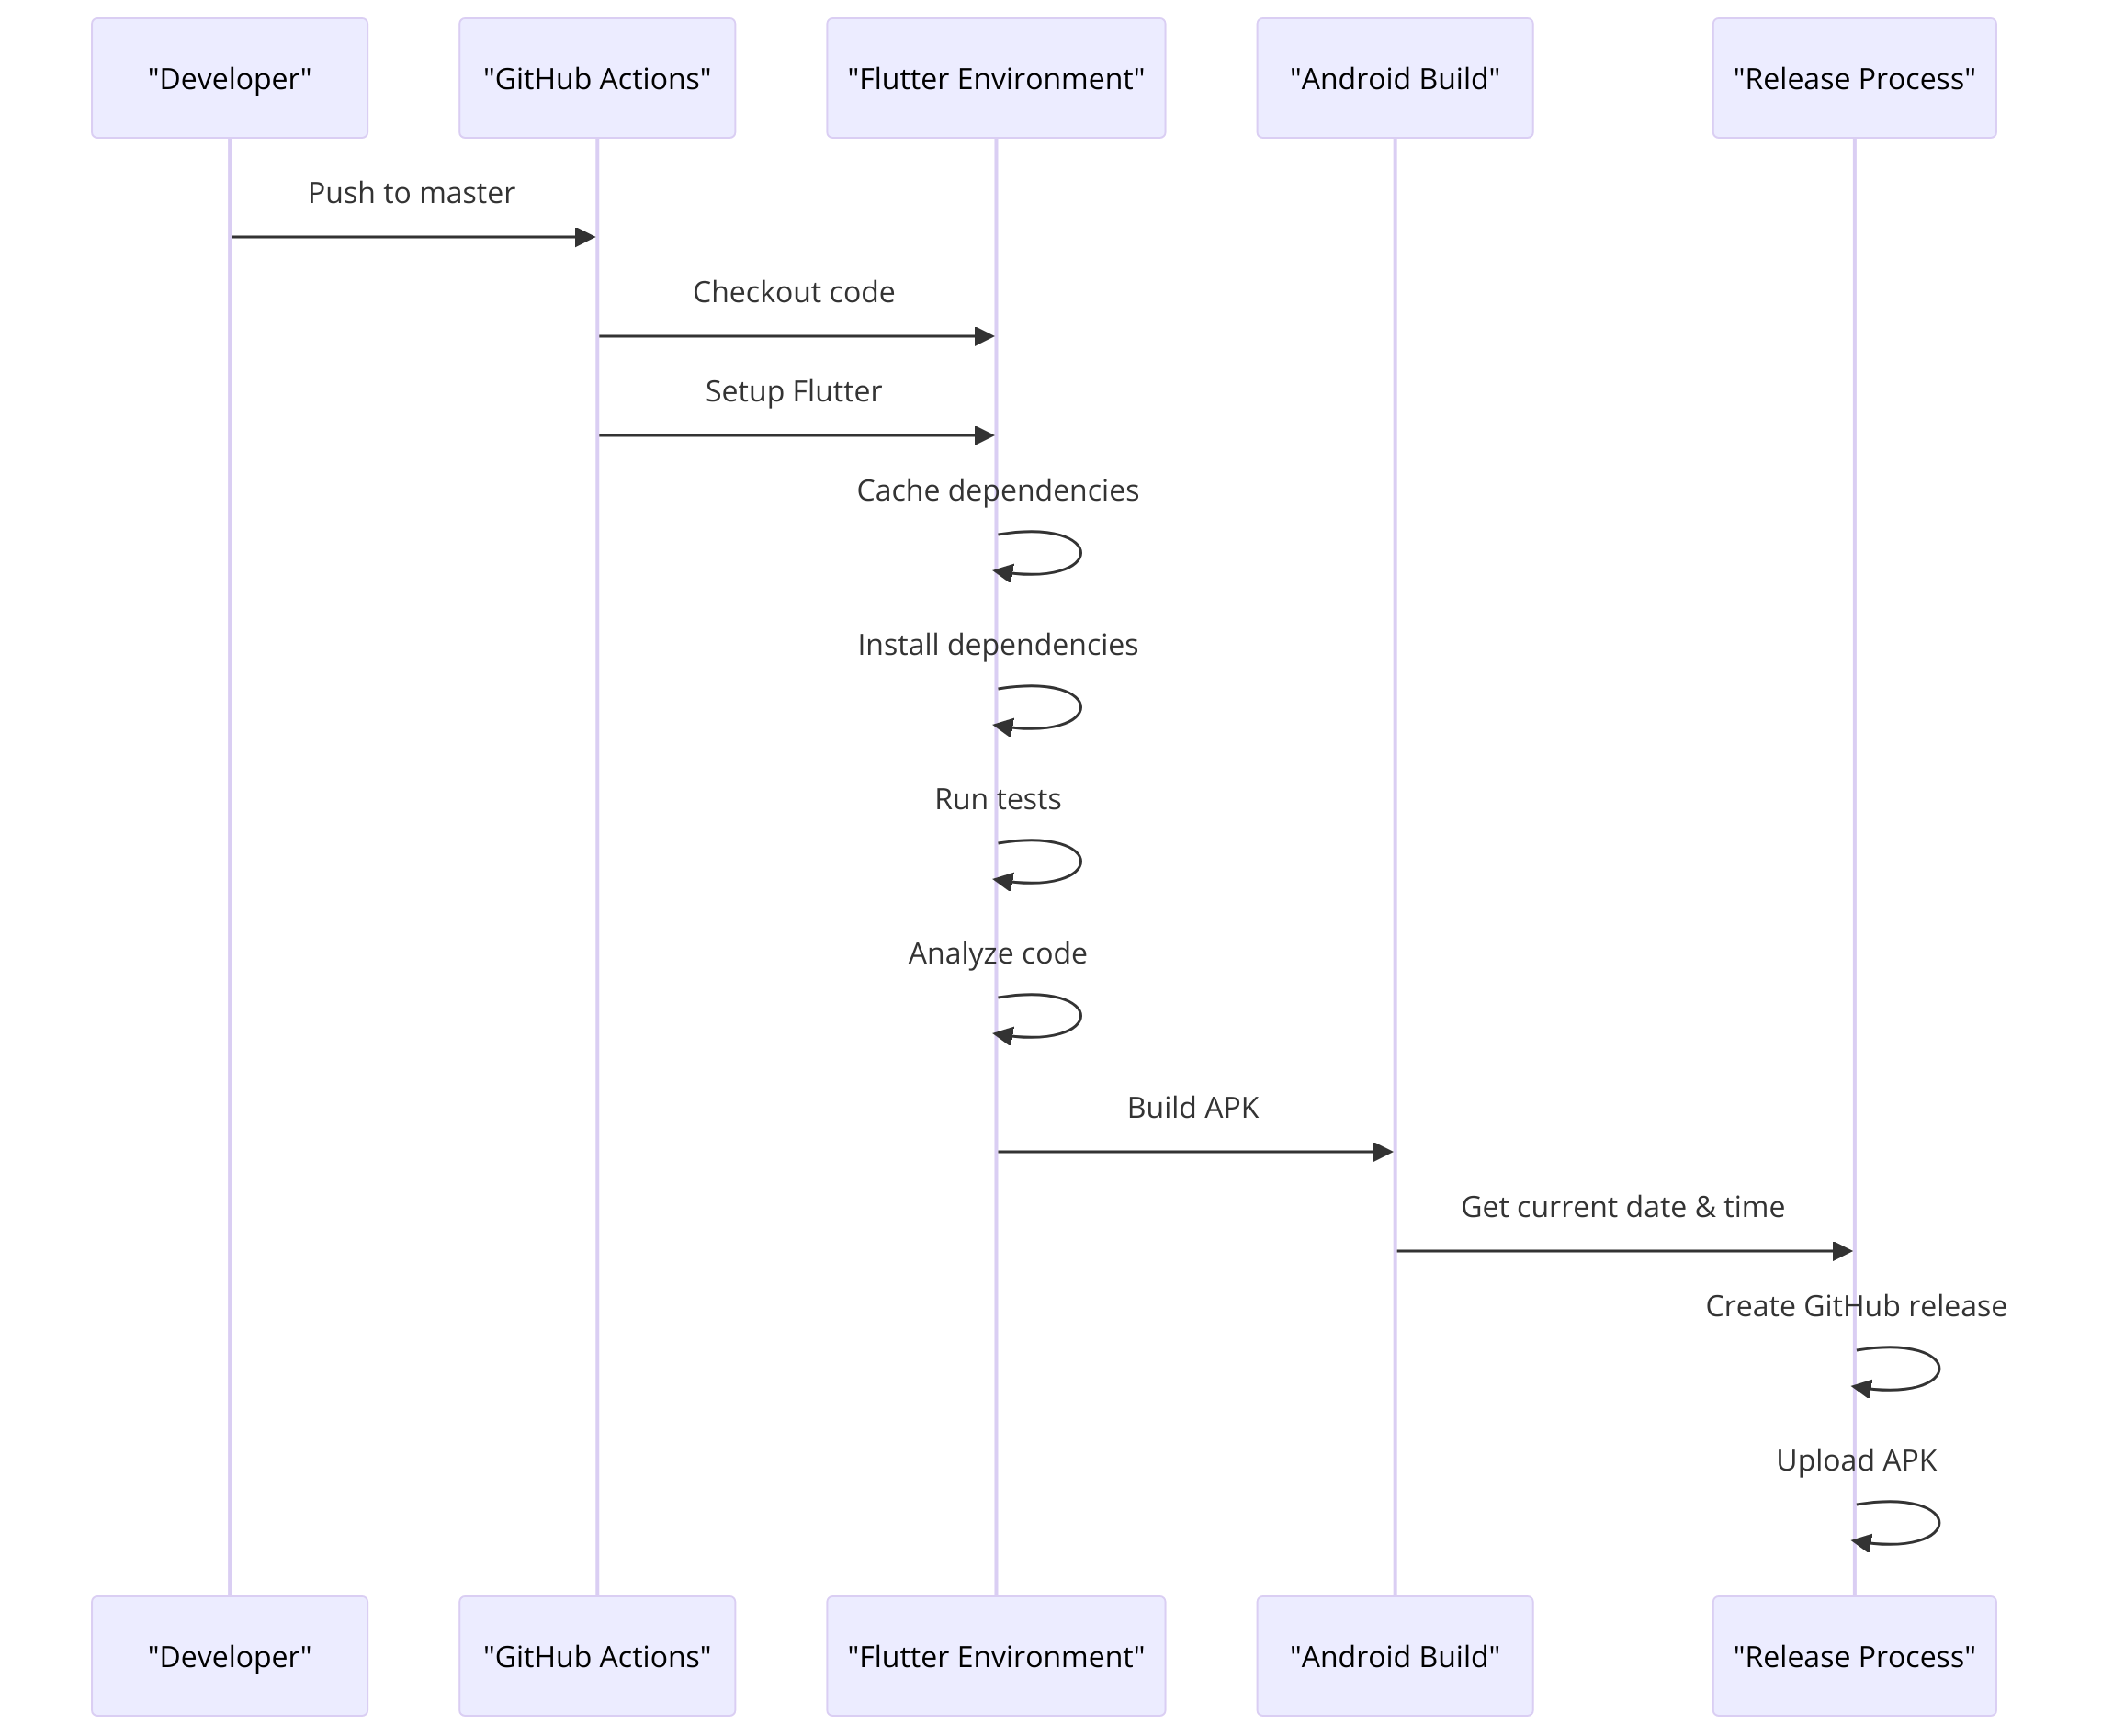 "Developer"
"GitHub Actions"
"Flutter Environment"
"Android Build"
"Release Process"
Push to master
Checkout code
Setup Flutter
Cache dependencies
Install dependencies
Run tests
Analyze code
Build APK
Get current date & time
Create GitHub release
Upload APK
"Developer"
"GitHub Actions"
"Flutter Environment"
"Android Build"
"Release Process"